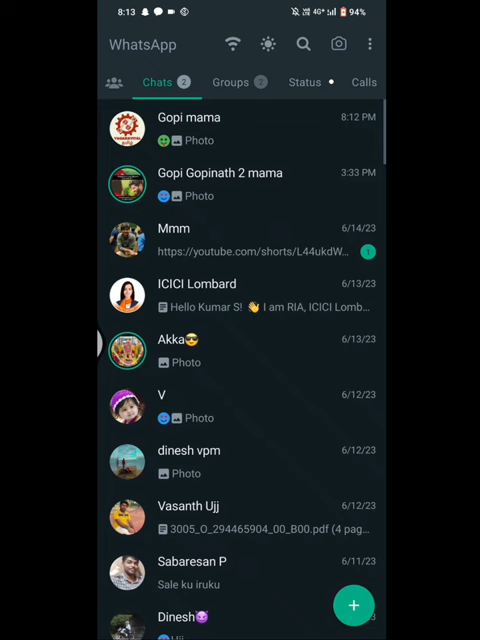 8:13 4G+ 94%
WhatsApp
Chats 2 Groups 2 Status Calls
Gopi mama 8:12 PM
Photo
Gopi Gopinath 2 mama 3:33 PM
Photo
Mmm 6/14/23
https://youtube.com/shorts/L44ukdW... 1
ICICI Lombard 6/13/23
Hello Kumar S! 👋 I am RIA, ICICI Lomb...
Akka😎 6/13/23
Photo
V 6/12/23
Photo
dinesh vpm 6/12/23
Photo
Vasanth Ujj 6/12/23
3005_O_294465904_00_B00.pdf (4 pag...
Sabaresan P 6/11/23
Sale ku iruku
Dinesh😈